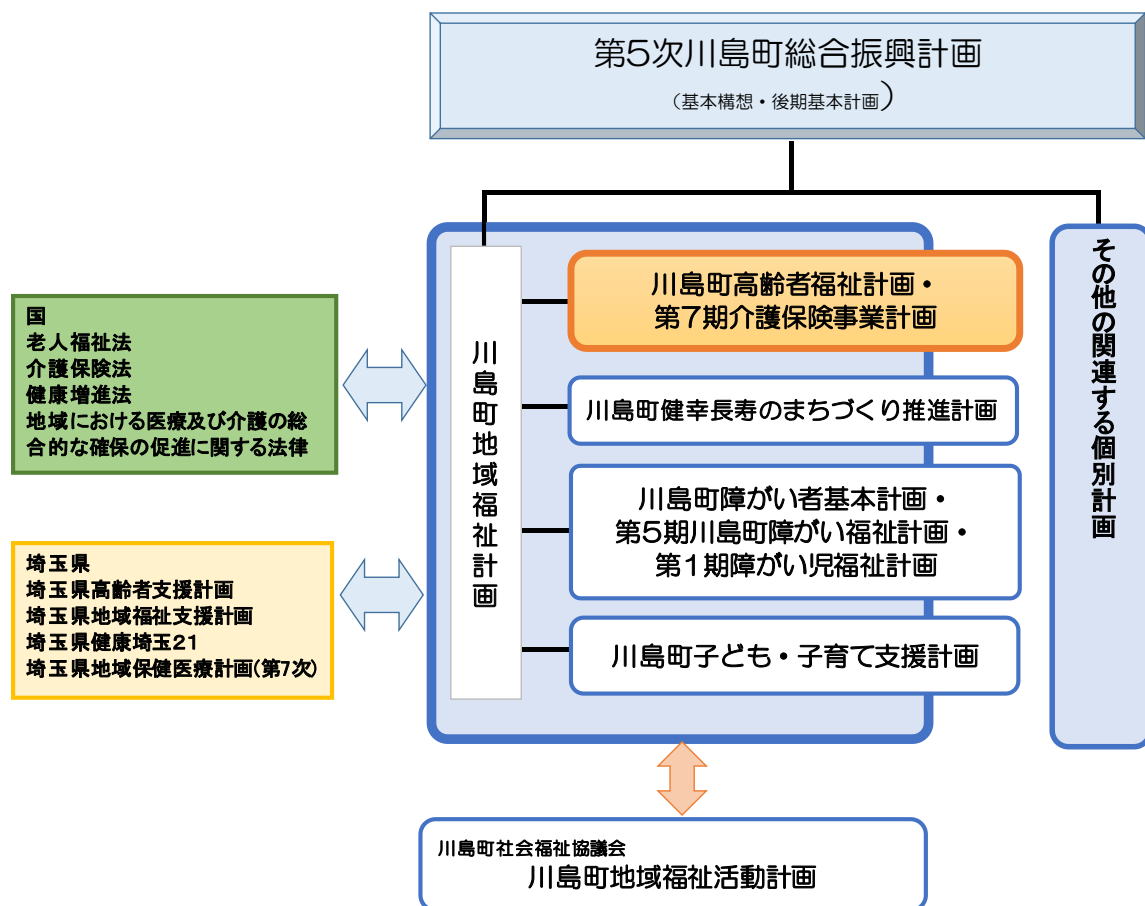 第5次川島町総合振興計画
（基本構想・後期基本計画）
国
老人福祉法
介護保険法
健康増進法
地域における医療及び介護の総
合的な確保の促進に関する法律
埼玉県
埼玉県高齢者支援計画
埼玉県地域福祉支援計画
埼玉県健康埼玉21
埼玉県地域保健医療計画(第7次)
川島町地域福祉計画
川島町高齢者福祉計画・
第7期介護保険事業計画
川島町健幸長寿のまちづくり推進計画
川島町障がい者基本計画・
第5期川島町障がい福祉計画・
第1期障がい児福祉計画
川島町子ども・子育て支援計画
その他の関連する個別計画
川島町社会福祉協議会
川島町地域福祉活動計画